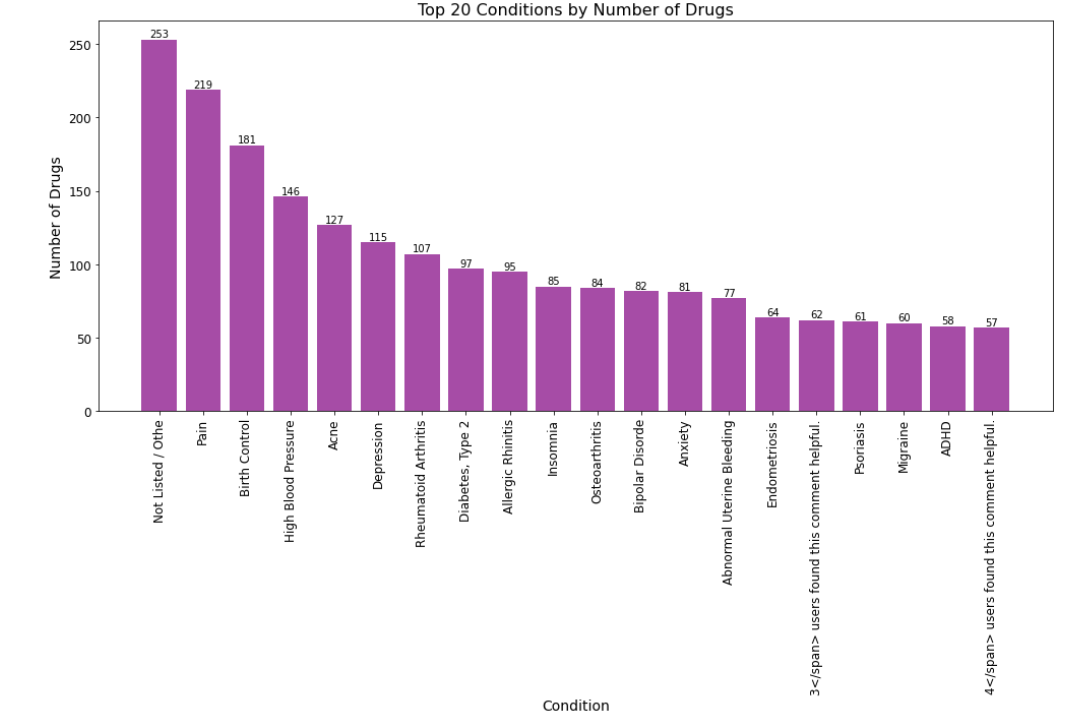 Top 20 Conditions by Number of Drugs
Number of Drugs
250
200
150
100
50
0
253
219
181
146
127
115
107
97
95
85
84
82
81
77
64
62
61
60
58
57
Not Listed / Othe
Pain
Birth Control
High Blood Pressure
Acne
Depression
Rheumatoid Arthritis
Diabetes, Type 2
Allergic Rhinitis
Insomnia
Osteoarthritis
Bipolar Disorde
Anxiety
Abnormal Uterine Bleeding
Endometriosis
3</span> users found this comment helpful.
Psoriasis
Migraine
ADHD
4</span> users found this comment helpful.
Condition